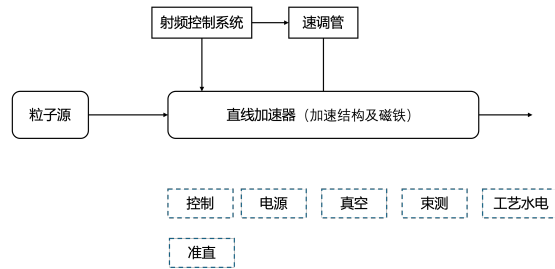 射频控制系统
速调管
粒子源
直线加速器（加速结构及磁铁）
控制
电源
真空
束测
工艺水电
准直